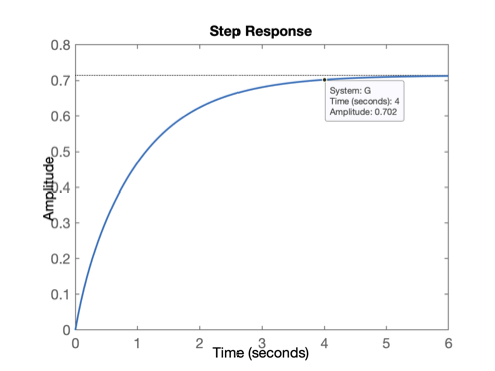 Step Response
0.8
0.7
0.6
0.5
0.4
0.3
0.2
0.1
0
Amplitude
System: G
Time (seconds): 4
Amplitude: 0.702
0 1 2 3 4 5 6
Time (seconds)